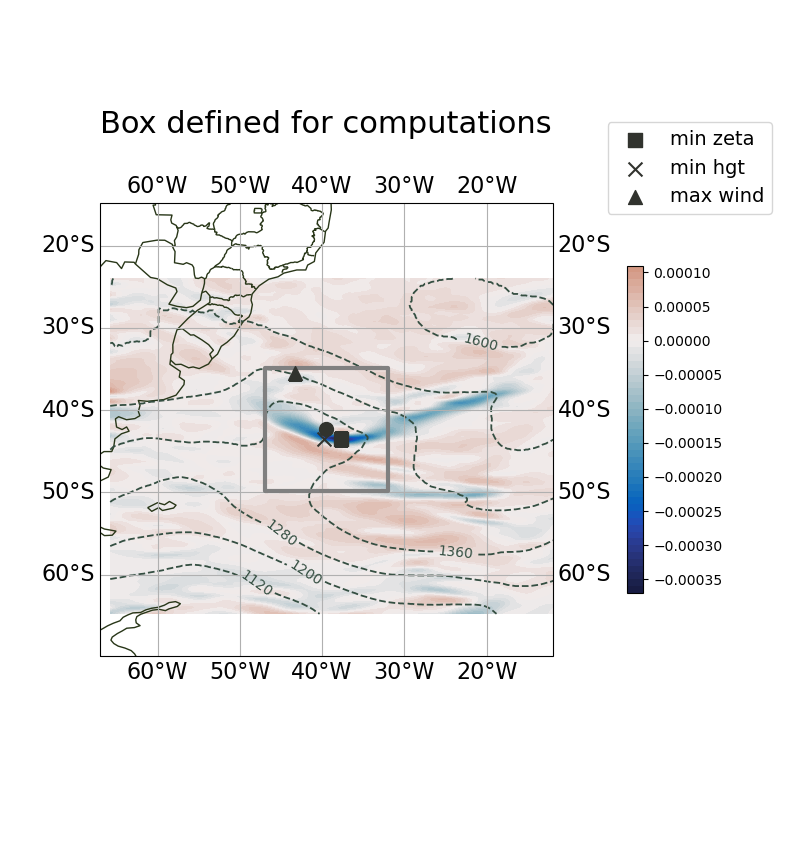 Box defined for computations
min zeta
min hgt
max wind
60°W 50°W 40°W 30°W 20°W
20°S 20°S
30°S 30°S
40°S 40°S
50°S 50°S
60°S 60°S
1600
1280
1360
1200
1120
60°W 50°W 40°W 30°W 20°W
0.00010
0.00005
0.00000
−0.00005
−0.00010
−0.00015
−0.00020
−0.00025
−0.00030
−0.00035